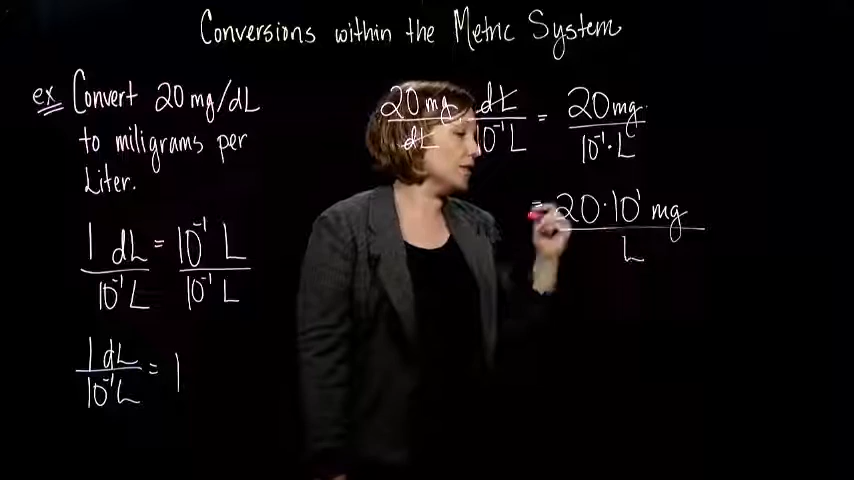 Conversions within the Metric System
ex Convert 20 mg/dL
to miligrams per
Liter.
1 dL / 10⁻¹ L = 10⁻¹ L / 10⁻¹ L
1 dL / 10⁻¹ L = 1
20 mg / dL · dL / 10⁻¹ L = 20 mg / 10⁻¹ · L
= 20 · 10¹ mg / L